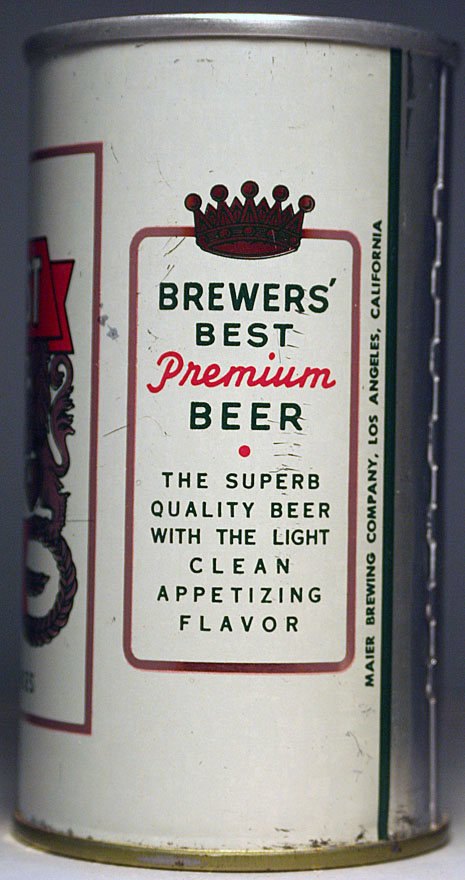 BREWERS'
BEST
Premium
BEER
THE SUPERB
QUALITY BEER
WITH THE LIGHT
CLEAN
APPETIZING
FLAVOR
MAIER BREWING COMPANY, LOS ANGELES, CALIFORNIA